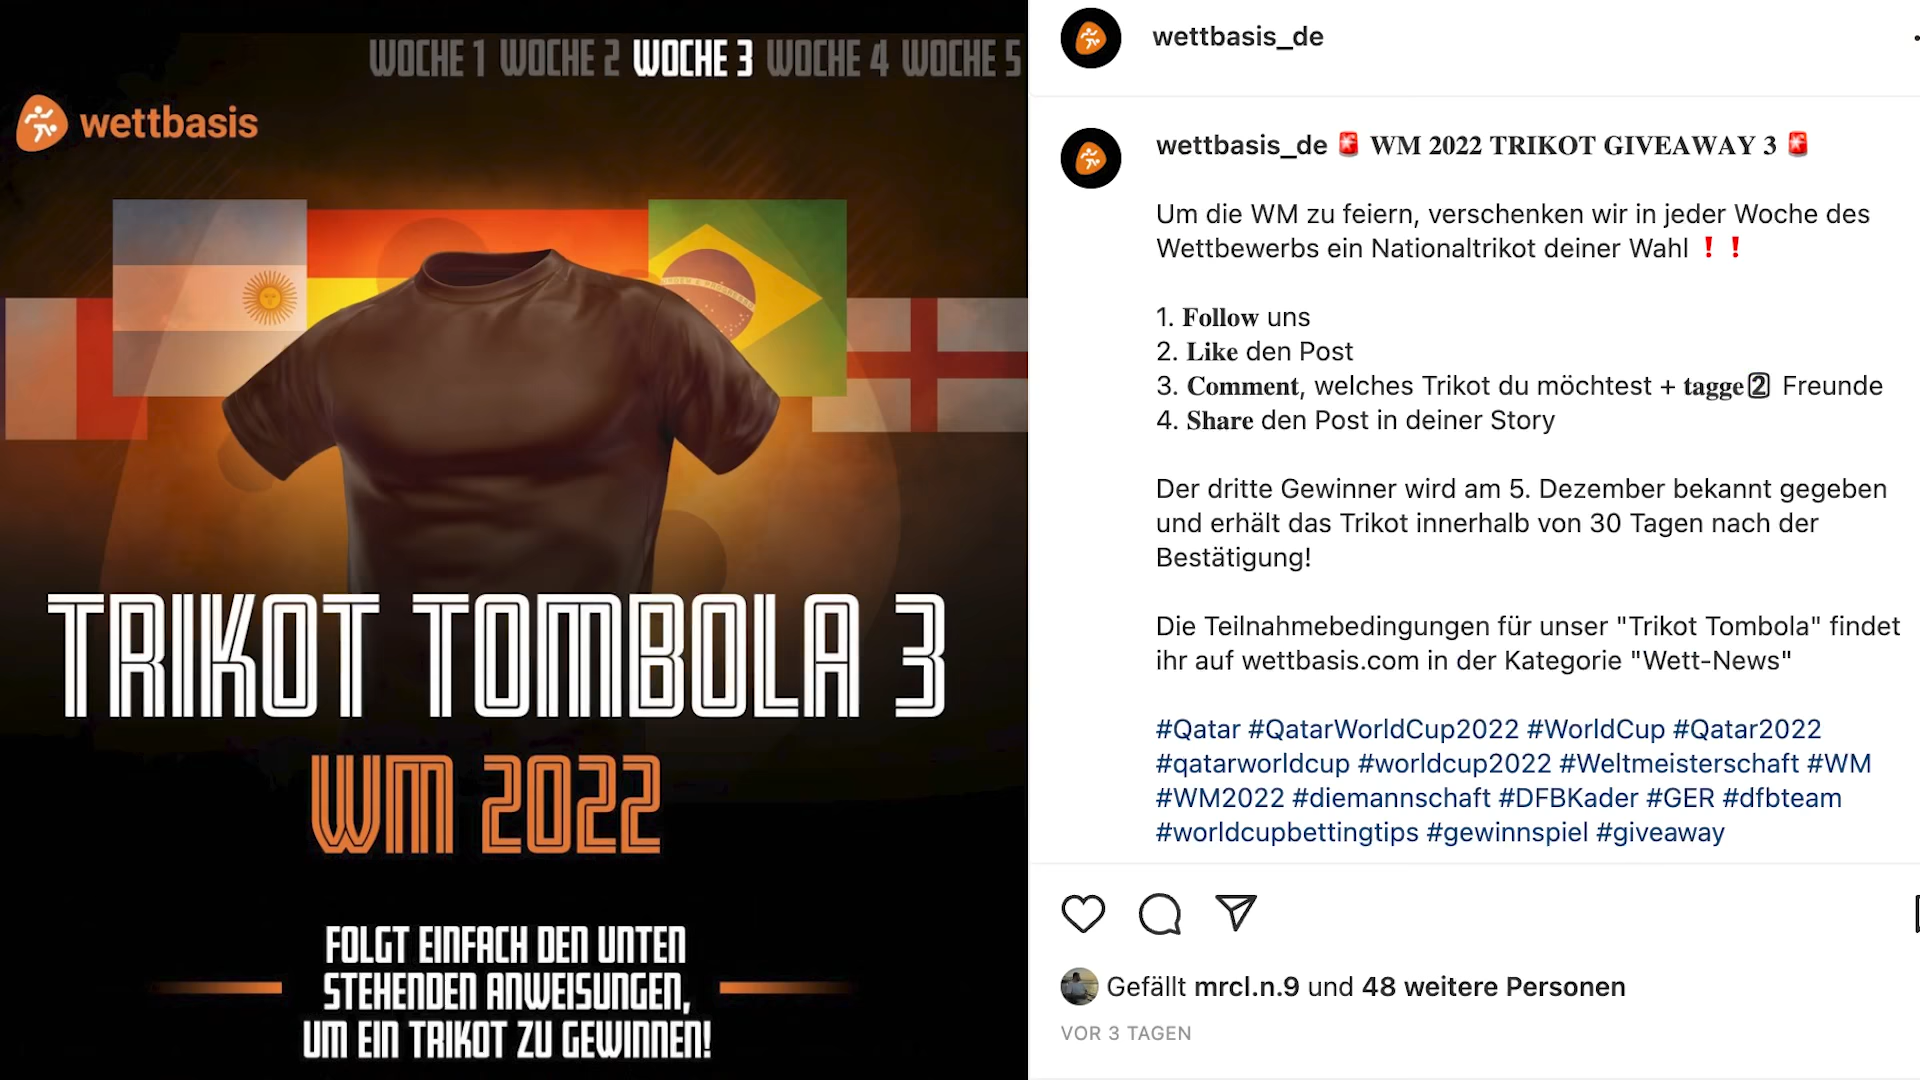 WOCHE 1 WOCHE 2 WOCHE 3 WOCHE 4 WOCHE 5
wettbasis
TRIKOT TOMBOLA 3
WM 2022
FOLGT EINFACH DEN UNTEN
STEHENDEN ANWEISUNGEN,
UM EIN TRIKOT ZU GEWINNEN!
wettbasis_de
wettbasis_de 🚨 WM 2022 TRIKOT GIVEAWAY 3 🚨
Um die WM zu feiern, verschenken wir in jeder Woche des
Wettbewerbs ein Nationaltrikot deiner Wahl ❗❗
1. Follow uns
2. Like den Post
3. Comment, welches Trikot du möchtest + tagge2️⃣ Freunde
4. Share den Post in deiner Story
Der dritte Gewinner wird am 5. Dezember bekannt gegeben
und erhält das Trikot innerhalb von 30 Tagen nach der
Bestätigung!
Die Teilnahmebedingungen für unser "Trikot Tombola" findet
ihr auf wettbasis.com in der Kategorie "Wett-News"
#Qatar #QatarWorldCup2022 #WorldCup #Qatar2022
#qatarworldcup #worldcup2022 #Weltmeisterschaft #WM
#WM2022 #diemannschaft #DFBKader #GER #dfbteam
#worldcupbettingtips #gewinnspiel #giveaway
Gefällt mrcl.n.9 und 48 weitere Personen
VOR 3 TAGEN